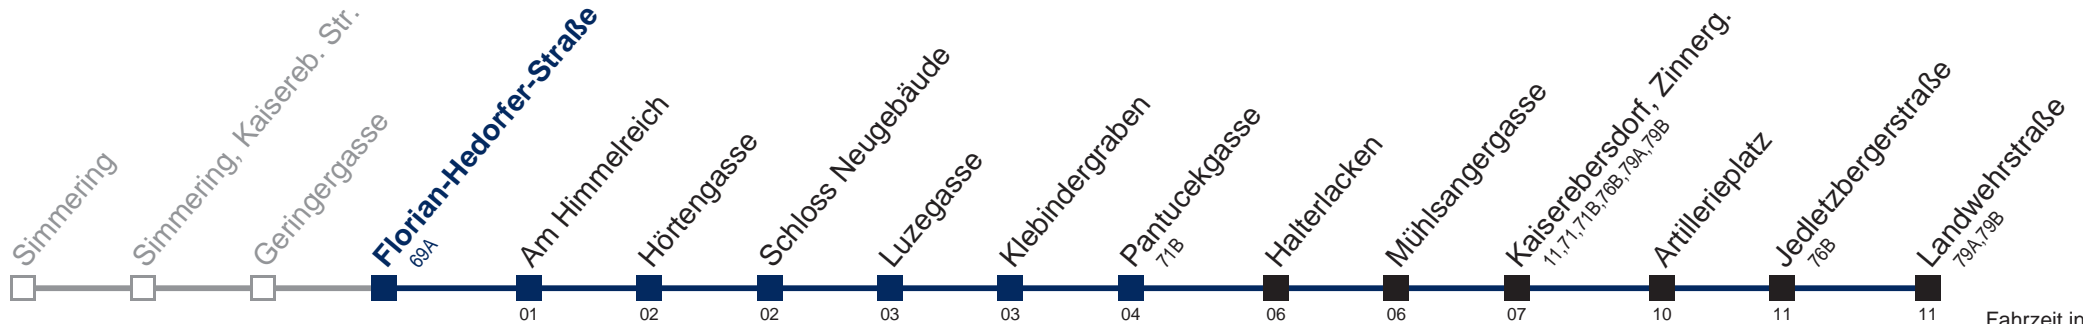 Simmering
Simmering, Kaisereb. Str.
Geringergasse
Florian-Hedorfer-Straße
69A
Am Himmelreich
Hörtengasse
Schloss Neugebäude
Luzegasse
Klebindergraben
Pantucekgasse
71B
Halterlacken
Mühlsangergasse
Kaiserebersdorf, Zinnerg.
11,71,71B,76B,79A,79B
Artillerieplatz
Jedletzbergerstraße
76B
Landwehrstraße
79A,79B
01 02 02 03 03 04 06 06 07 10 11 11
Fahrzeit in